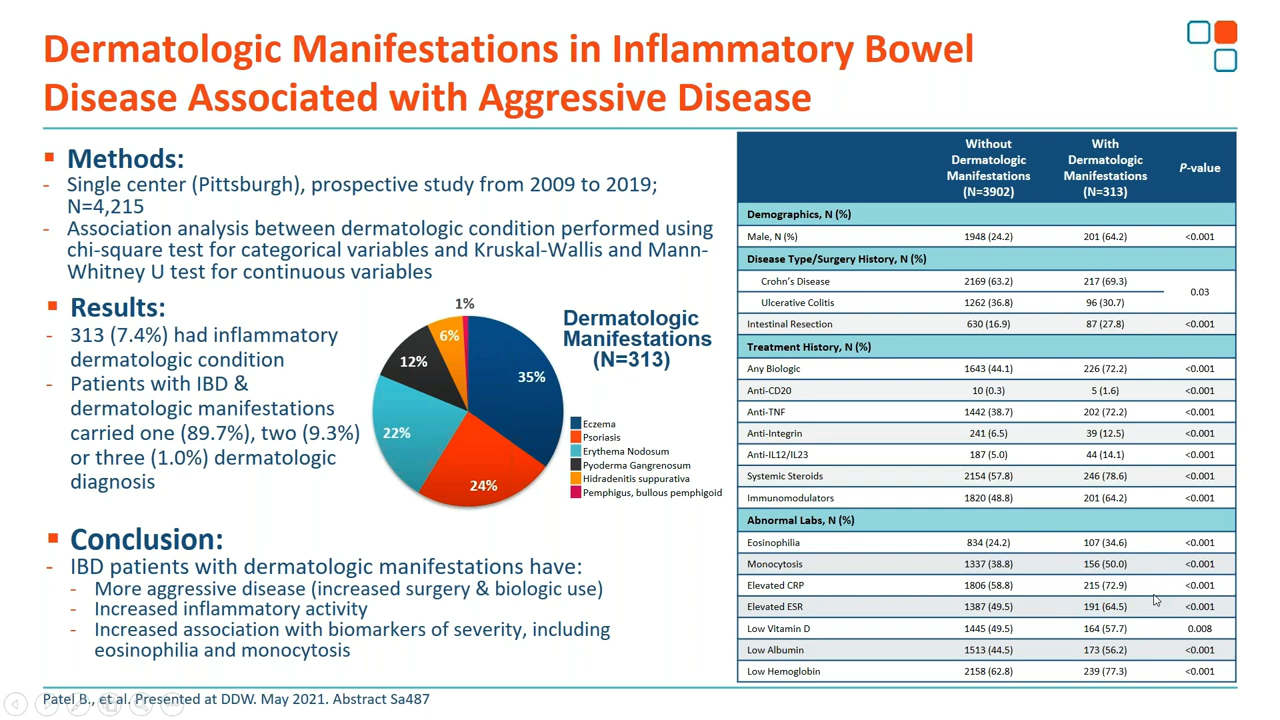 Dermatologic Manifestations in Inflammatory Bowel
Disease Associated with Aggressive Disease
Methods:
- Single center (Pittsburgh), prospective study from 2009 to 2019;
N=4,215
- Association analysis between dermatologic condition performed using
chi-square test for categorical variables and Kruskal-Wallis and Mann-
Whitney U test for continuous variables
Results:
- 313 (7.4%) had inflammatory
dermatologic condition
- Patients with IBD &
dermatologic manifestations
carried one (89.7%), two (9.3%)
or three (1.0%) dermatologic
diagnosis
Dermatologic
Manifestations
(N=313)
1%
6%
12%
35%
22%
24%
Eczema
Psoriasis
Erythema Nodosum
Pyoderma Gangrenosum
Hidradenitis suppurativa
Pemphigus, bullous pemphigoid
Conclusion:
- IBD patients with dermatologic manifestations have:
- More aggressive disease (increased surgery & biologic use)
- Increased inflammatory activity
- Increased association with biomarkers of severity, including
eosinophilia and monocytosis
Without
Dermatologic
Manifestations
(N=3902)
With
Dermatologic
Manifestations
(N=313)
P-value
Demographics, N (%)
Male, N (%) 1948 (24.2) 201 (64.2) <0.001
Disease Type/Surgery History, N (%)
Crohn's Disease 2169 (63.2) 217 (69.3)
0.03
Ulcerative Colitis 1262 (36.8) 96 (30.7)
Intestinal Resection 630 (16.9) 87 (27.8) <0.001
Treatment History, N (%)
Any Biologic 1643 (44.1) 226 (72.2) <0.001
Anti-CD20 10 (0.3) 5 (1.6) <0.001
Anti-TNF 1442 (38.7) 202 (72.2) <0.001
Anti-Integrin 241 (6.5) 39 (12.5) <0.001
Anti-IL12/IL23 187 (5.0) 44 (14.1) <0.001
Systemic Steroids 2154 (57.8) 246 (78.6) <0.001
Immunomodulators 1820 (48.8) 201 (64.2) <0.001
Abnormal Labs, N (%)
Eosinophilia 834 (24.2) 107 (34.6) <0.001
Monocytosis 1337 (38.8) 156 (50.0) <0.001
Elevated CRP 1806 (58.8) 215 (72.9) <0.001
Elevated ESR 1387 (49.5) 191 (64.5) <0.001
Low Vitamin D 1445 (49.5) 164 (57.7) 0.008
Low Albumin 1513 (44.5) 173 (56.2) <0.001
Low Hemoglobin 2158 (62.8) 239 (77.3) <0.001
Patel B., et al. Presented at DDW. May 2021. Abstract Sa487